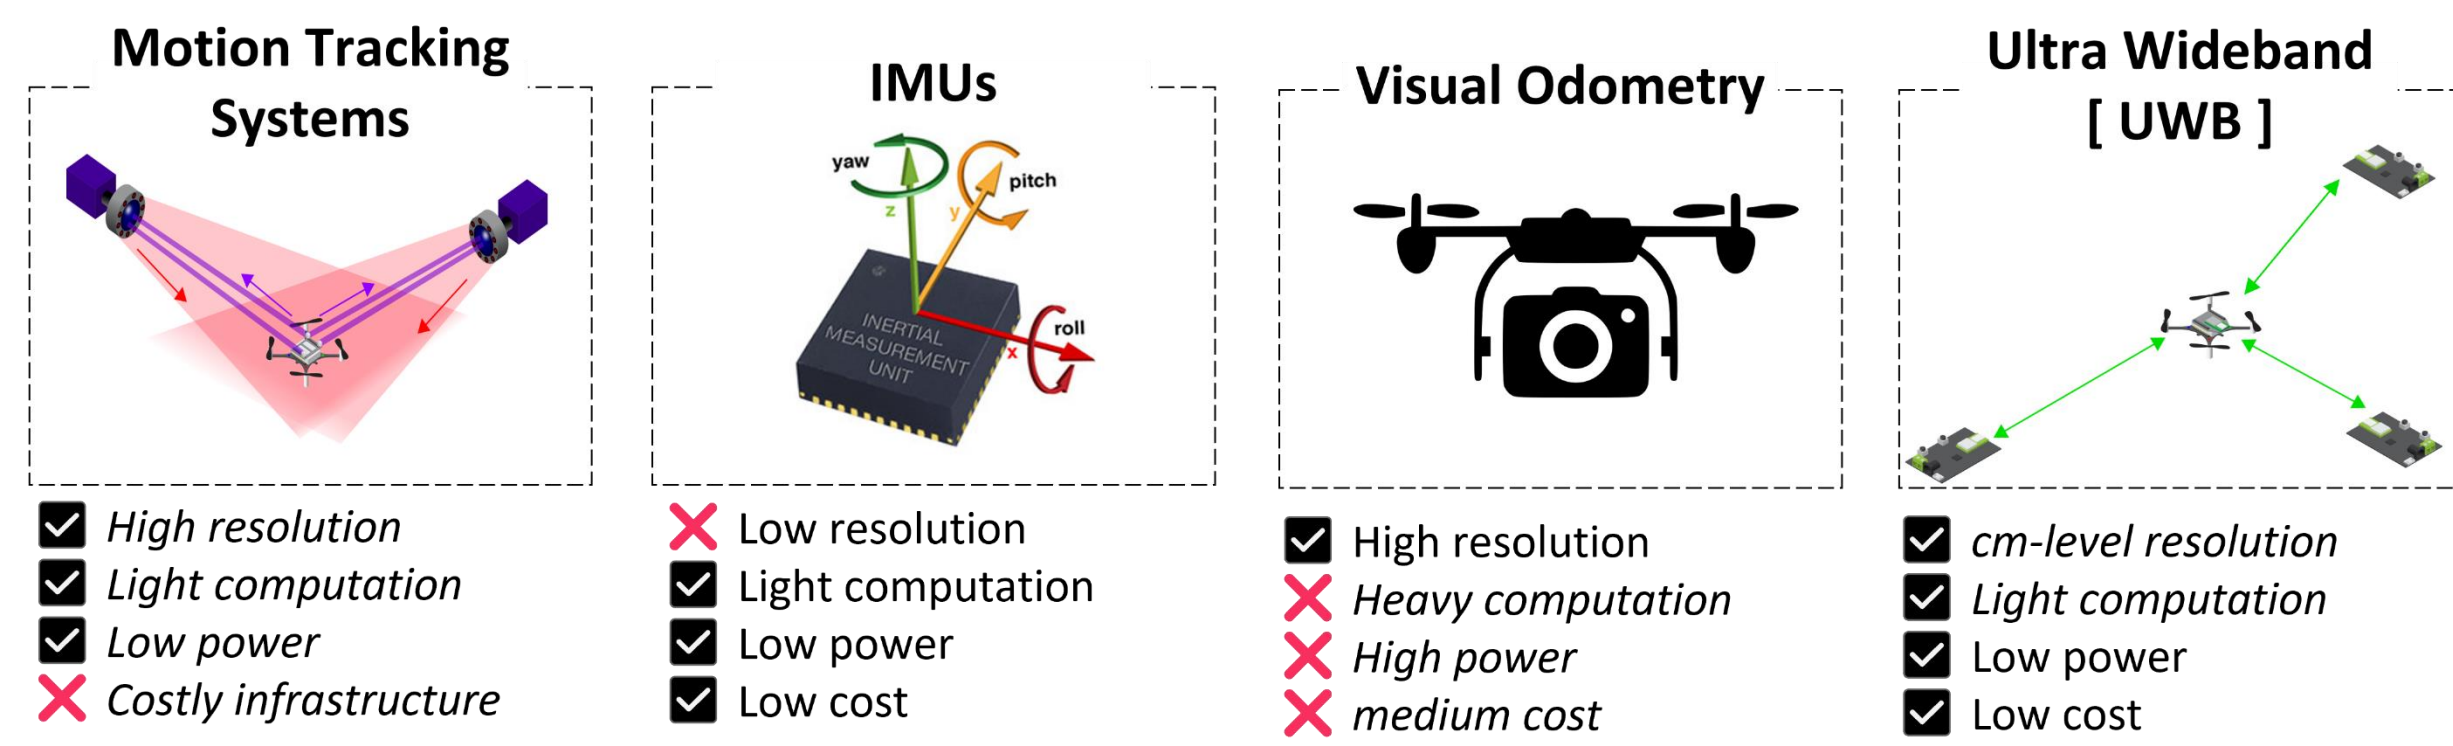 Motion Tracking
Systems
High resolution
Light computation
Low power
Costly infrastructure
IMUs
yaw
pitch
z
y
roll
x
INERTIAL
MEASUREMENT
UNIT
Low resolution
Light computation
Low power
Low cost
Visual Odometry
High resolution
Heavy computation
High power
medium cost
Ultra Wideband
[ UWB ]
cm-level resolution
Light computation
Low power
Low cost